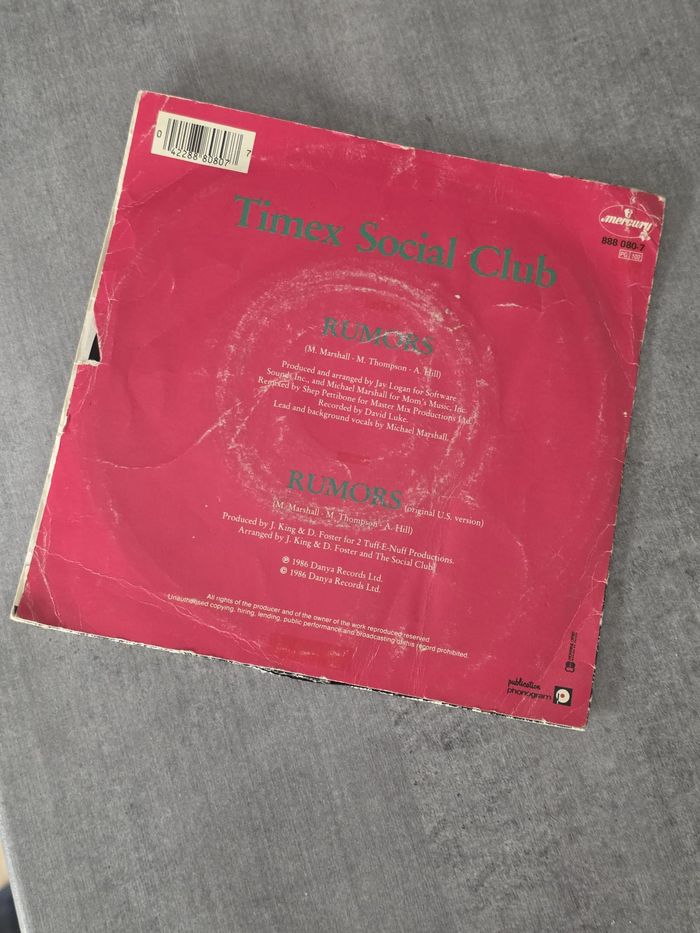 0 42288 80807 7
mercury
888 080-7
PG 102
Timex Social Club
RUMORS
(M. Marshall · M. Thompson · A. Hill)
Produced and arranged by Jay Logan for Software
Sounds Inc., and Michael Marshall for Mom's Music, Inc.
Remixed by Shep Pettibone for Master Mix Productions Ltd.
Recorded by David Luke.
Lead and background vocals by Michael Marshall.
RUMORS (original U.S. version)
(M. Marshall · M. Thompson · A. Hill)
Produced by J. King & D. Foster for 2 Tuff-E-Nuff Productions.
Arranged by J. King & D. Foster and The Social Club.
℗ 1986 Danya Records Ltd.
© 1986 Danya Records Ltd.
All rights of the producer and of the owner of the work reproduced reserved.
Unauthorised copying, hiring, lending, public performance and broadcasting of this record prohibited.
publication
phonogram